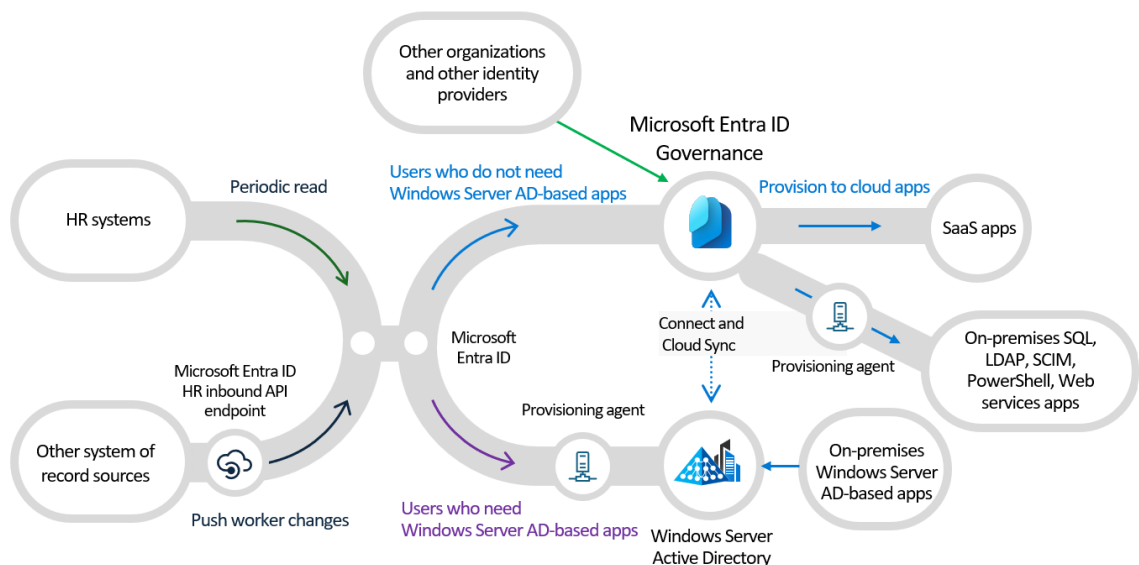 Other organizations
and other identity
providers
Microsoft Entra ID
Governance
Users who do not need
Windows Server AD-based apps
Periodic read
Provision to cloud apps
HR systems
SaaS apps
Connect and
Cloud Sync
Microsoft
Entra ID
Provisioning agent
On-premises SQL,
LDAP, SCIM,
PowerShell, Web
services apps
Microsoft Entra ID
HR inbound API
endpoint
Provisioning agent
Other system of
record sources
On-premises
Windows Server
AD-based apps
Push worker changes
Users who need
Windows Server AD-based apps
Windows Server
Active Directory